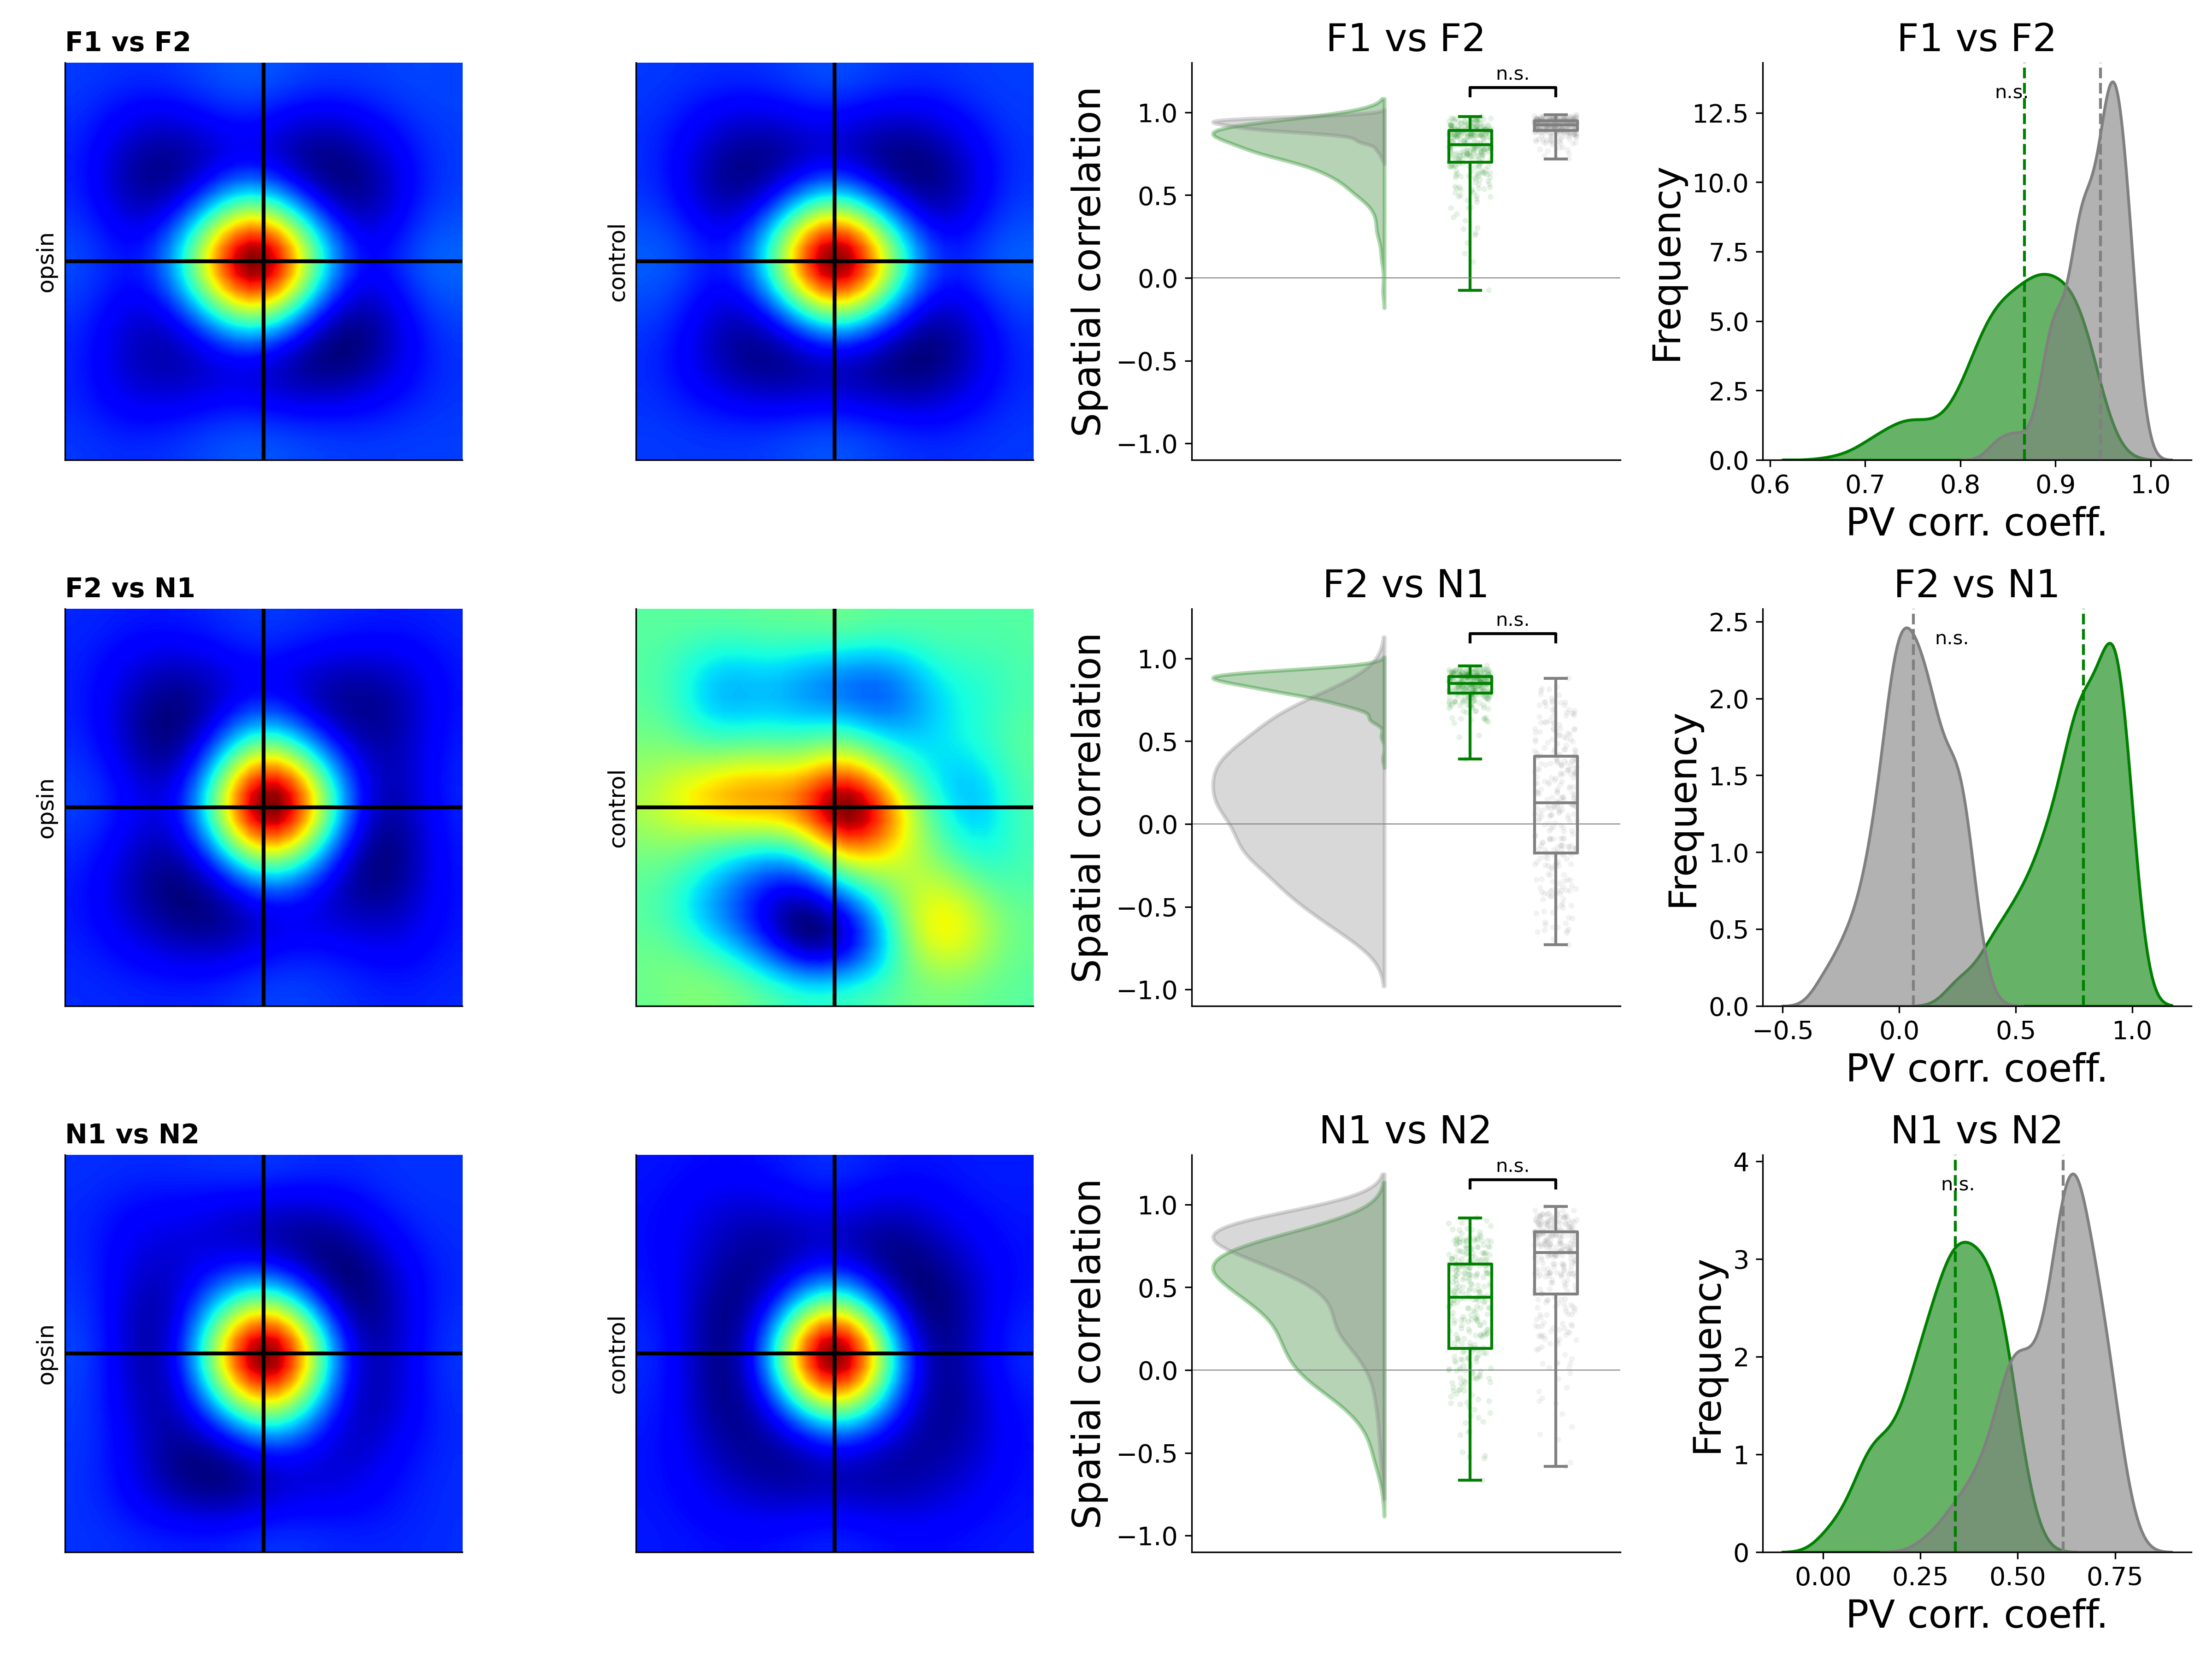 F1 vs F2
opsin
control
F1 vs F2
Spatial correlation
1.0
0.5
0.0
−0.5
−1.0
n.s.
F1 vs F2
Frequency
12.5
10.0
7.5
5.0
2.5
0.0
n.s.
0.6 0.7 0.8 0.9 1.0
PV corr. coeff.
F2 vs N1
opsin
control
F2 vs N1
Spatial correlation
1.0
0.5
0.0
−0.5
−1.0
n.s.
F2 vs N1
Frequency
2.5
2.0
1.5
1.0
0.5
0.0
n.s.
−0.5 0.0 0.5 1.0
PV corr. coeff.
N1 vs N2
opsin
control
N1 vs N2
Spatial correlation
1.0
0.5
0.0
−0.5
−1.0
n.s.
N1 vs N2
Frequency
4
3
2
1
0
n.s.
0.00 0.25 0.50 0.75
PV corr. coeff.